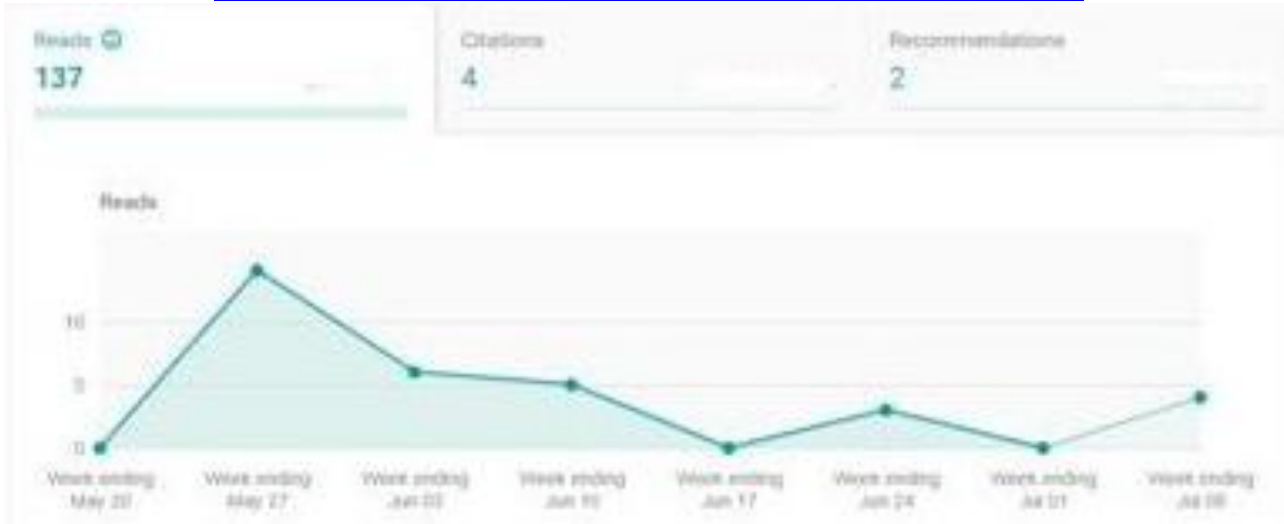 Reads
Citations
Recommendations
137
4
2
Reads
10
5
0
Week ending
Week ending
Week ending
Week ending
Week ending
Week ending
Week ending
Week ending
May 20
May 27
Jun 03
Jun 10
Jun 17
Jun 24
Jul 01
Jul 08